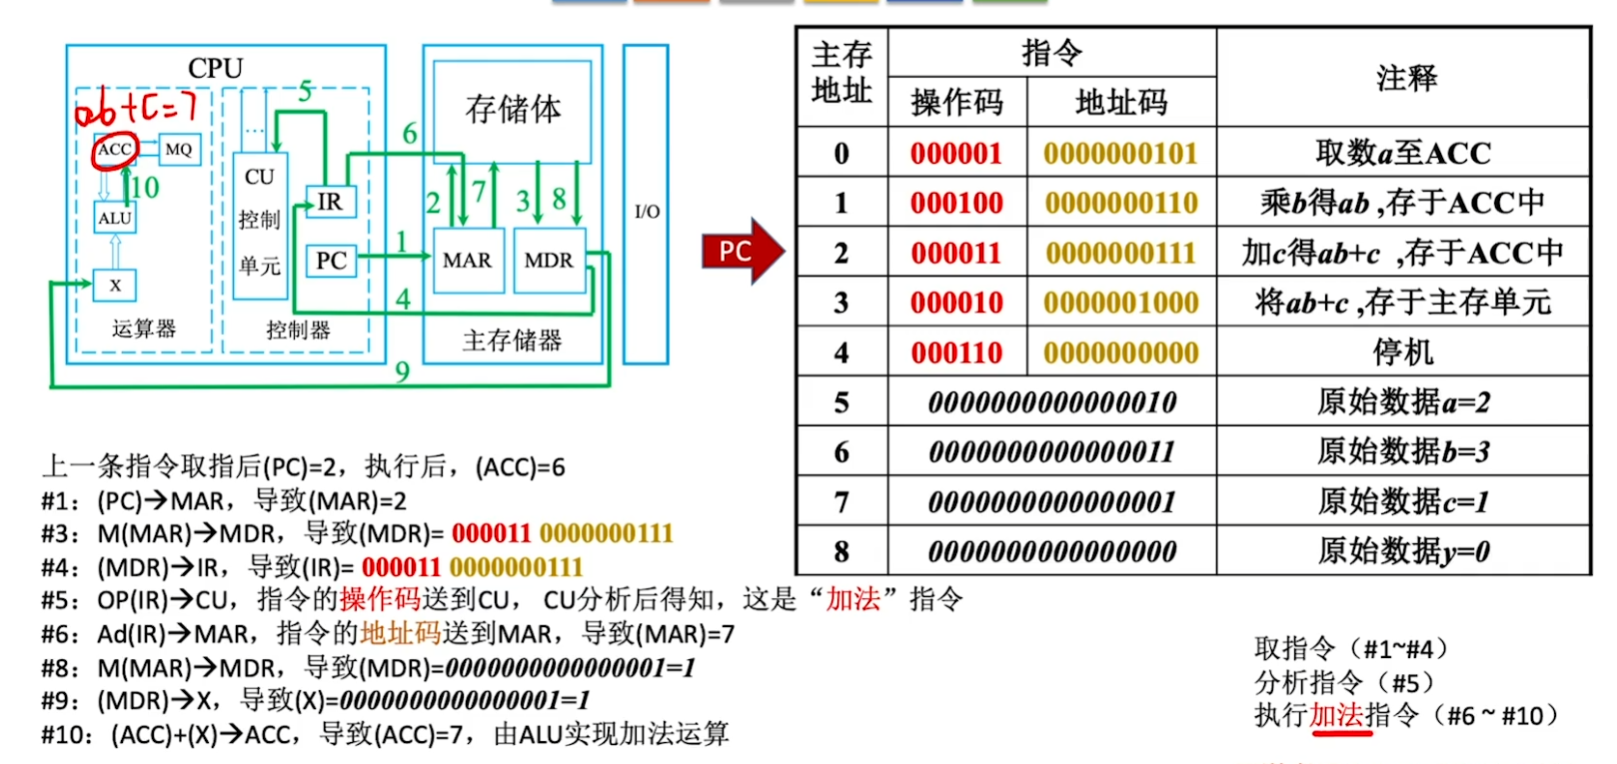 CPU
ab+c=7
ACC
MQ
10
ALU
X
运算器
5
...
CU
控制
单元
IR
PC
控制器
6
1
4
9
存储体
2
7
3
8
MAR
MDR
主存储器
I/O
PC
主存地址 指令 注释
操作码 地址码
0 000001 0000000101 取数a至ACC
1 000100 0000000110 乘b得ab ,存于ACC中
2 000011 0000000111 加c得ab+c ,存于ACC中
3 000010 0000001000 将ab+c ,存于主存单元
4 000110 0000000000 停机
5 0000000000000010 原始数据a=2
6 0000000000000011 原始数据b=3
7 0000000000000001 原始数据c=1
8 0000000000000000 原始数据y=0
上一条指令取指后(PC)=2，执行后，(ACC)=6
#1：(PC)→MAR，导致(MAR)=2
#3：M(MAR)→MDR，导致(MDR)= 000011 0000000111
#4：(MDR)→IR，导致(IR)= 000011 0000000111
#5：OP(IR)→CU，指令的操作码送到CU， CU分析后得知，这是“加法”指令
#6：Ad(IR)→MAR，指令的地址码送到MAR，导致(MAR)=7
#8：M(MAR)→MDR，导致(MDR)=0000000000000001=1
#9：(MDR)→X，导致(X)=0000000000000001=1
#10：(ACC)+(X)→ACC，导致(ACC)=7，由ALU实现加法运算
取指令（#1~#4）
分析指令（#5）
执行加法指令（#6 ~ #10）